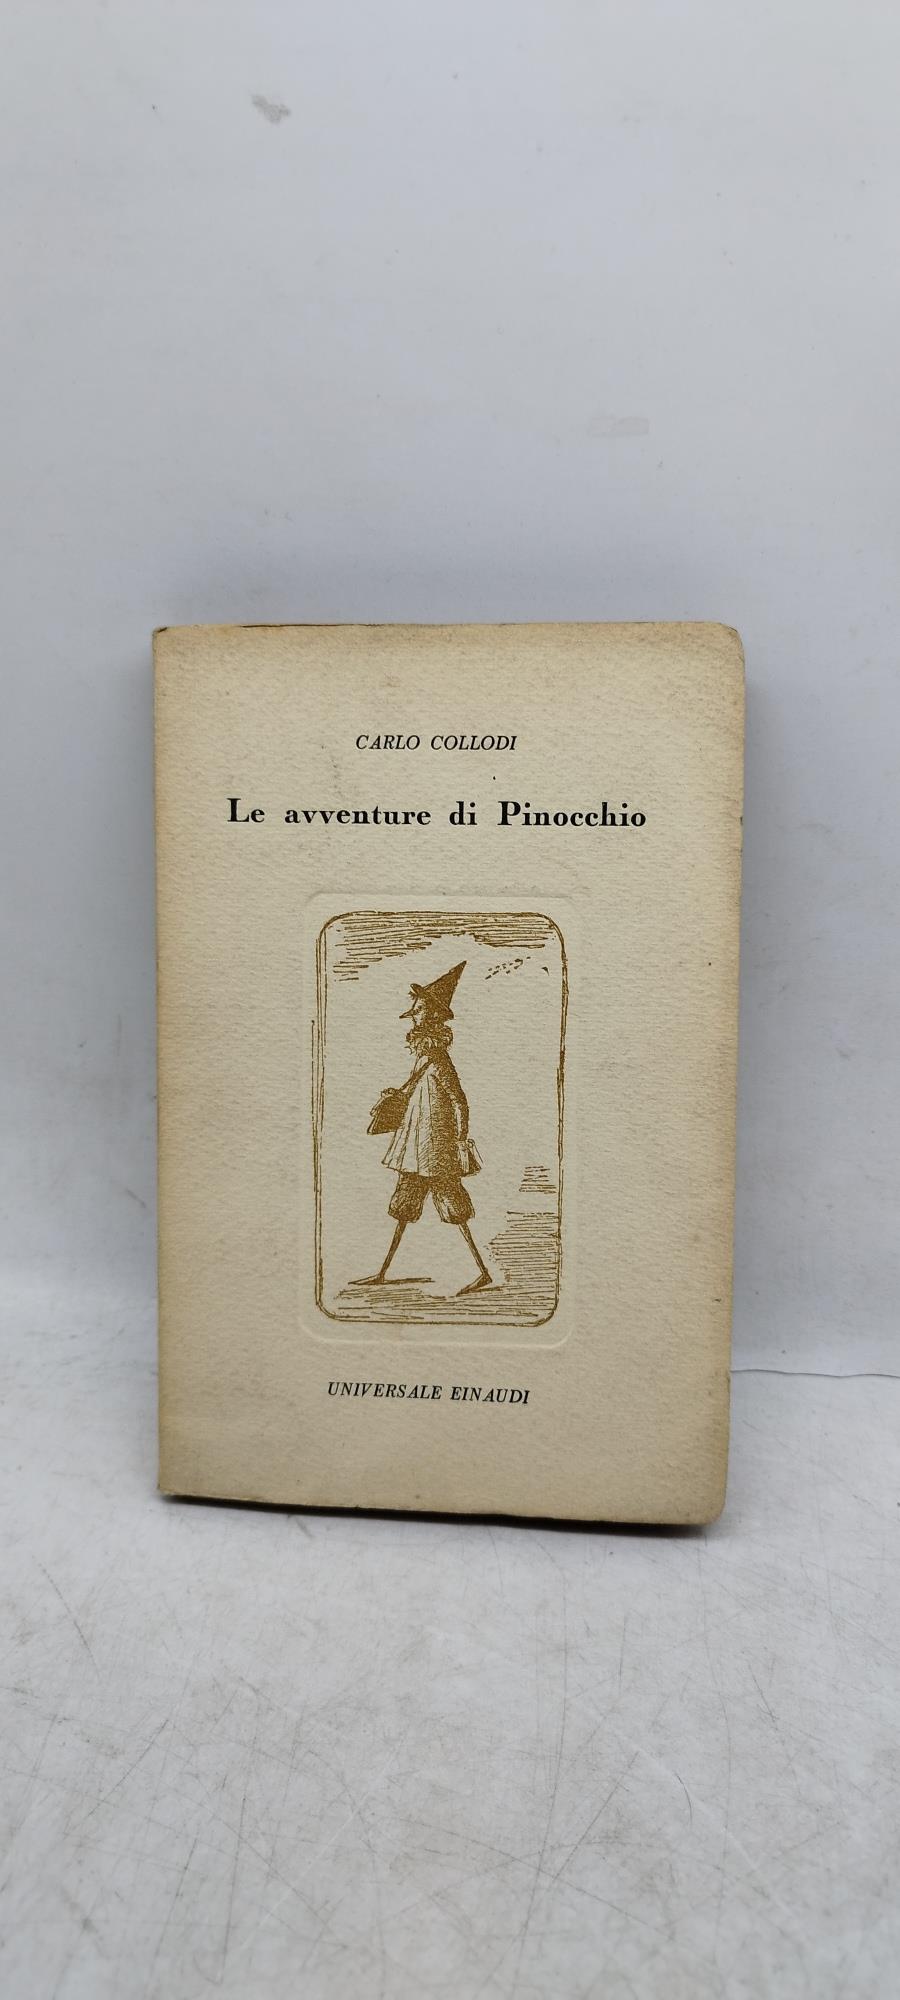 CARLO COLLODI
Le avventure di Pinocchio
UNIVERSALE EINAUDI